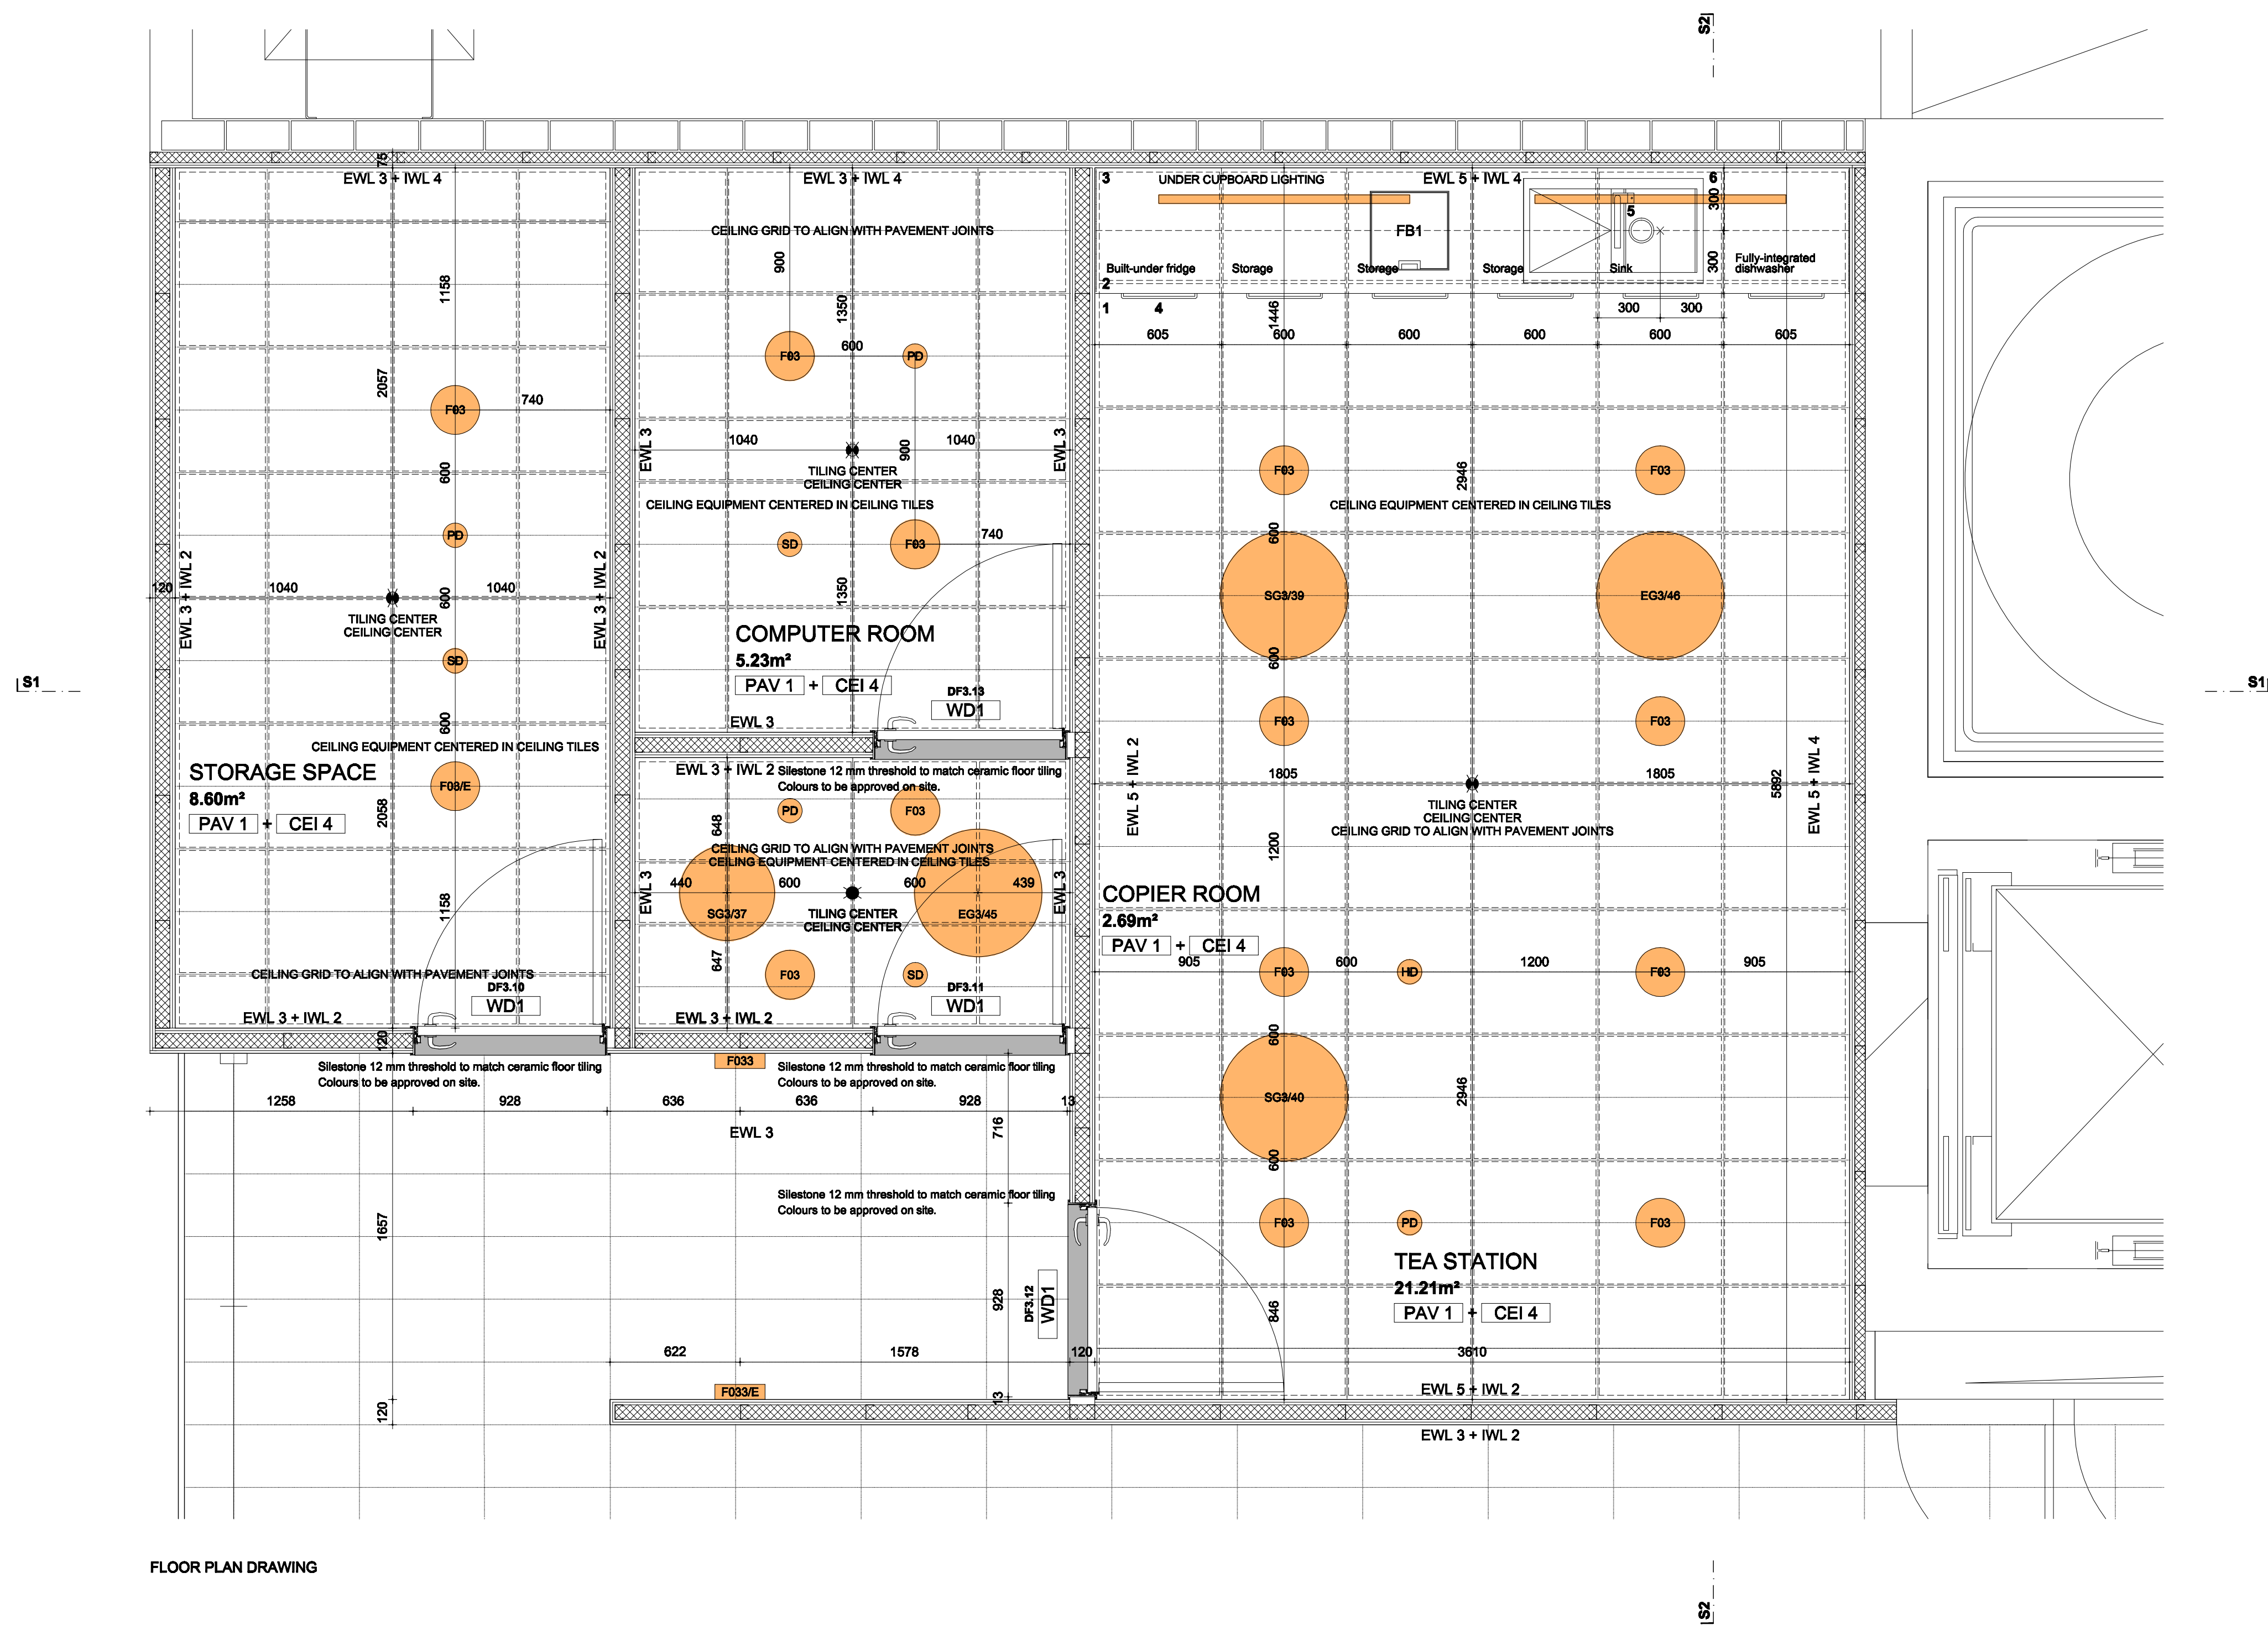 S2
75
EWL 3 + IWL 4
EWL 3 + IWL 4
3
UNDER CUPBOARD LIGHTING
EWL 5 + IWL 4
6
300
5
FB1
CEILING GRID TO ALIGN WITH PAVEMENT JOINTS
900
1158
1350
Built-under fridge
Storage
Storage
Storage
Sink
300
Fully-integrated
dishwasher
2
1
4
1446
300
300
605
600
600
600
600
605
F03
600
PD
2057
F03
740
EWL 3
1040
900
1040
EWL 3
TILING CENTER
CEILING CENTER
600
F03
2946
F03
CEILING EQUIPMENT CENTERED IN CEILING TILES
CEILING EQUIPMENT CENTERED IN CEILING TILES
PD
SD
F03
740
600
120
EWL 3 + IWL 2
1040
600
1040
EWL 3 + IWL 2
1350
SG3/39
EG3/46
TILING CENTER
CEILING CENTER
COMPUTER ROOM
5.23m²
PAV 1 + CEI 4
SD
600
S1
S1
DF3.13
WD1
EWL 3
600
F03
F03
CEILING EQUIPMENT CENTERED IN CEILING TILES
STORAGE SPACE
8.60m²
PAV 1 + CEI 4
F03/E
2058
EWL 3 + IWL 2
Silestone 12 mm threshold to match ceramic floor tiling
Colours to be approved on site.
EWL 5 + IWL 2
1805
1805
5892
EWL 5 + IWL 4
TILING CENTER
CEILING CENTER
CEILING GRID TO ALIGN WITH PAVEMENT JOINTS
PD
F03
648
CEILING GRID TO ALIGN WITH PAVEMENT JOINTS
CEILING EQUIPMENT CENTERED IN CEILING TILES
1200
EWL 3
440
600
600
439
EWL 3
1158
SG3/37
TILING CENTER
CEILING CENTER
EG3/45
COPIER ROOM
2.69m²
PAV 1 + CEI 4
647
F03
SD
905
F03
600
HD
1200
F03
905
CEILING GRID TO ALIGN WITH PAVEMENT JOINTS
DF3.10
WD1
DF3.11
WD1
EWL 3 + IWL 2
EWL 3 + IWL 2
120
600
F033
Silestone 12 mm threshold to match ceramic floor tiling
Colours to be approved on site.
Silestone 12 mm threshold to match ceramic floor tiling
Colours to be approved on site.
1258
928
636
636
928
13
SG3/40
2946
EWL 3
716
600
Silestone 12 mm threshold to match ceramic floor tiling
Colours to be approved on site.
1657
F03
PD
F03
TEA STATION
21.21m²
PAV 1 + CEI 4
928
DF3.12
WD1
846
622
1578
120
3610
F033/E
13
EWL 5 + IWL 2
120
EWL 3 + IWL 2
FLOOR PLAN DRAWING
S2